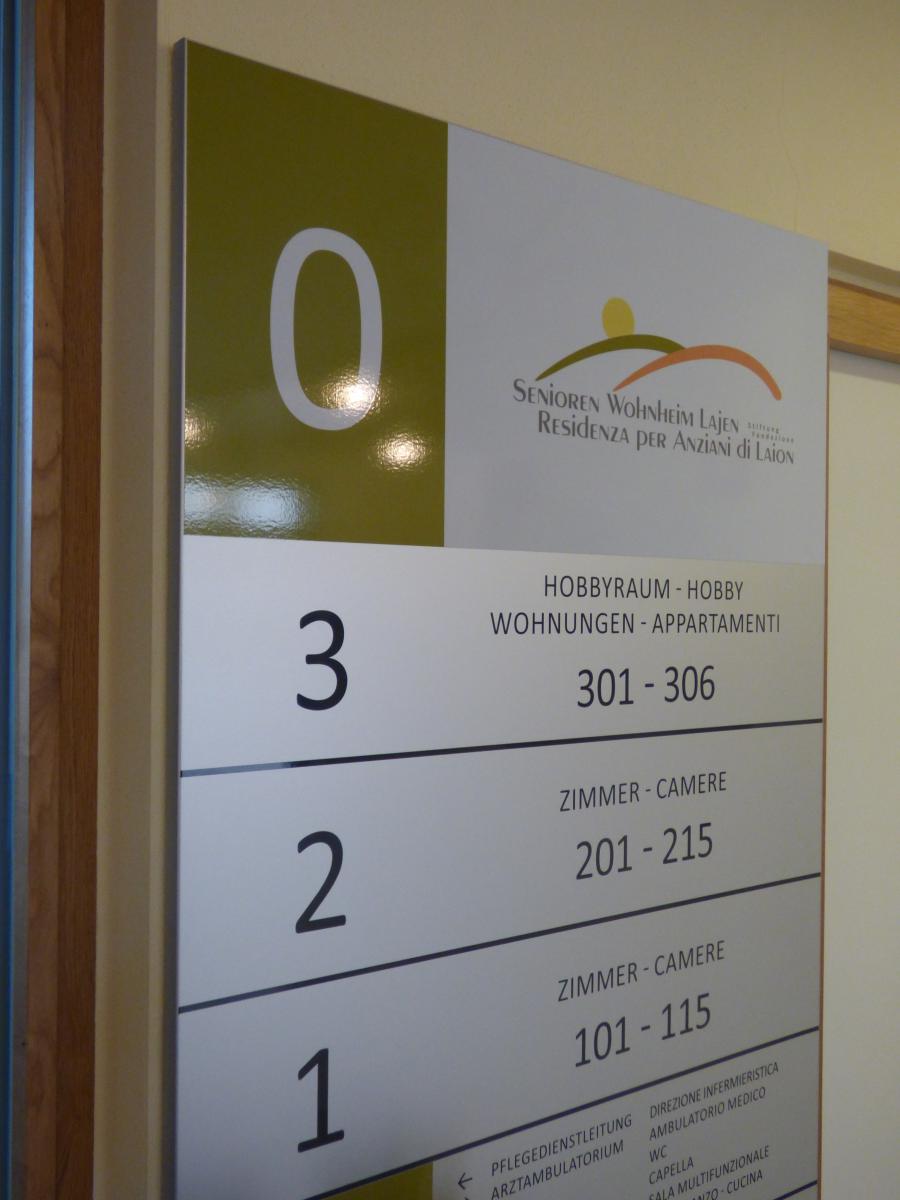 0
SENIOREN WOHNHEIM LAJEN Stiftung Fondazione
RESIDENZA PER ANZIANI DI LAION
3
HOBBYRAUM - HOBBY
WOHNUNGEN - APPARTAMENTI
301 - 306
2
ZIMMER - CAMERE
201 - 215
1
ZIMMER - CAMERE
101 - 115
← PFLEGEDIENSTLEITUNG
ARZTAMBULATORIUM
DIREZIONE INFERMIERISTICA
AMBULATORIO MEDICO
WC
CAPELLA
SALA MULTIFUNZIONALE
- CUCINA